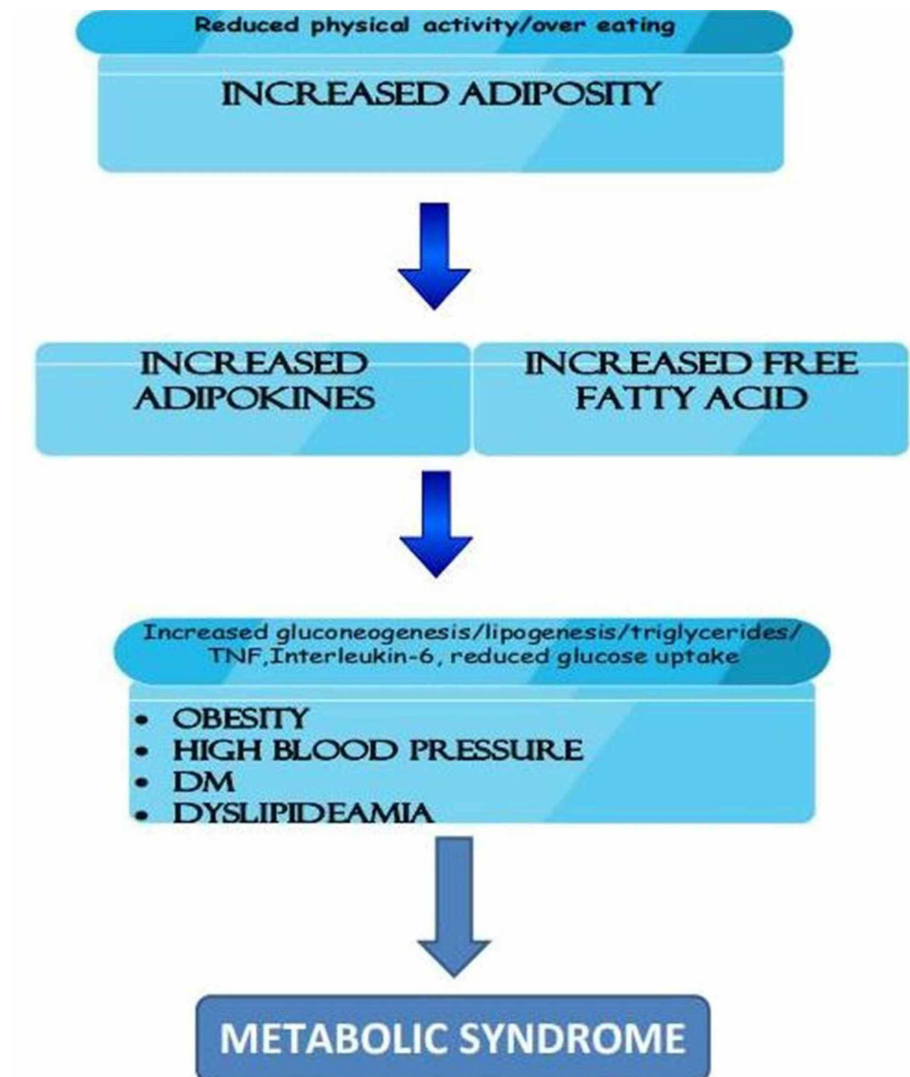 Reduced physical activity/over eating
INCREASED ADIPOSITY
INCREASED
ADIPOKINES
INCREASED FREE
FATTY ACID
Increased gluconeogenesis/lipogenesis/triglycerides/
TNF,Interleukin-6, reduced glucose uptake
• OBESITY
• HIGH BLOOD PRESSURE
• DM
• DYSLIPIDEAMIA
METABOLIC SYNDROME